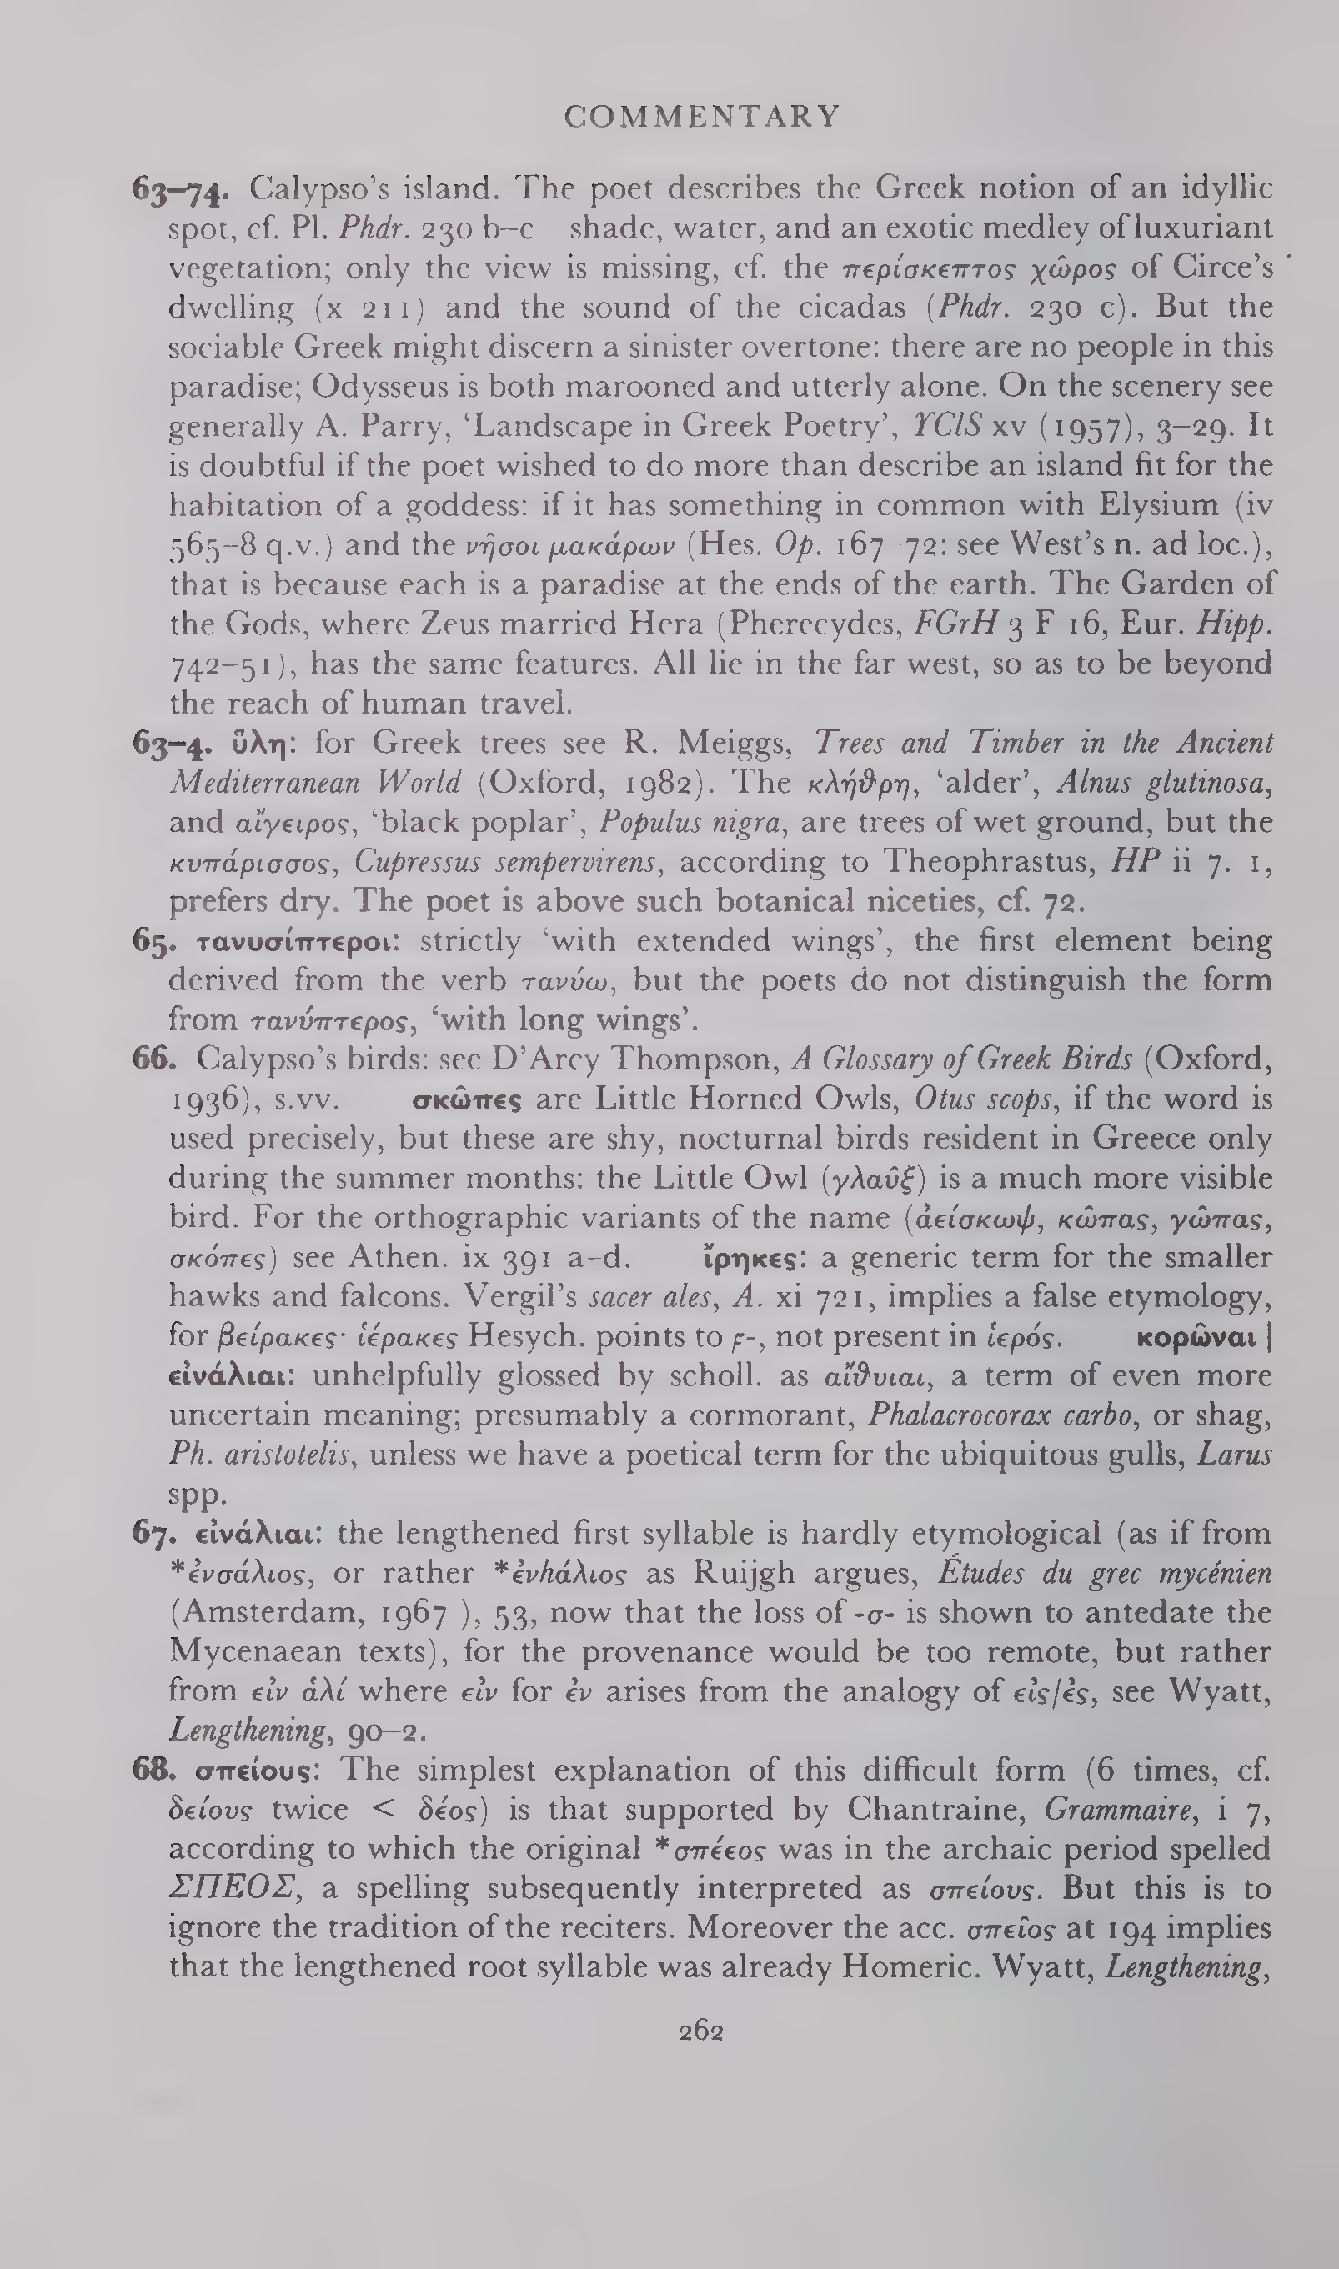 COMMENTARY
63–74. Calypso’s island. The poet describes the Greek notion of an idyllic
spot, cf. Pl. Phdr. 230 b–c shade, water, and an exotic medley of luxuriant
vegetation; only the view is missing, cf. the περίσκεπτος χῶρος of Circe’s
dwelling (x 211) and the sound of the cicadas (Phdr. 230 c). But the
sociable Greek might discern a sinister overtone: there are no people in this
paradise; Odysseus is both marooned and utterly alone. On the scenery see
generally A. Parry, ‘Landscape in Greek Poetry’, YClS xv (1957), 3–29. It
is doubtful if the poet wished to do more than describe an island fit for the
habitation of a goddess: if it has something in common with Elysium (iv
565–8 q.v.) and the νῆσοι μακάρων (Hes. Op. 167 72: see West’s n. ad loc.),
that is because each is a paradise at the ends of the earth. The Garden of
the Gods, where Zeus married Hera (Pherecydes, FGrH 3 F 16, Eur. Hipp.
742–51), has the same features. All lie in the far west, so as to be beyond
the reach of human travel.
63–4. ὕλη: for Greek trees see R. Meiggs, Trees and Timber in the Ancient
Mediterranean World (Oxford, 1982). The κλήθρη, ‘alder’, Alnus glutinosa,
and αἴγειρος, ‘black poplar’, Populus nigra, are trees of wet ground, but the
κυπάρισσος, Cupressus sempervirens, according to Theophrastus, HP ii 7. 1,
prefers dry. The poet is above such botanical niceties, cf. 72.
65. τανυσίπτεροι: strictly ‘with extended wings’, the first element being
derived from the verb τανύω, but the poets do not distinguish the form
from τανύπτερος, ‘with long wings’.
66. Calypso’s birds: see D’Arcy Thompson, A Glossary of Greek Birds (Oxford,
1936), s.vv. σκῶπες are Little Horned Owls, Otus scops, if the word is
used precisely, but these are shy, nocturnal birds resident in Greece only
during the summer months: the Little Owl (γλαῦξ) is a much more visible
bird. For the orthographic variants of the name (ἀείσκωψ, κῶπας, γῶπας,
σκόπες) see Athen. ix 391 a–d. ἴρηκες: a generic term for the smaller
hawks and falcons. Vergil’s sacer ales, A. xi 721, implies a false etymology,
for βείρακες· ἱέρακες Hesych. points to ϝ-, not present in ἱερός. κορῶναι |
εἰνάλιαι: unhelpfully glossed by scholl. as αἴθυιαι, a term of even more
uncertain meaning; presumably a cormorant, Phalacrocorax carbo, or shag,
Ph. aristotelis, unless we have a poetical term for the ubiquitous gulls, Larus
spp.
67. εἰνάλιαι: the lengthened first syllable is hardly etymological (as if from
*ἐνσάλιος, or rather *ἐνhάλιος as Ruijgh argues, Études du grec mycénien
(Amsterdam, 1967 ), 53, now that the loss of -σ- is shown to antedate the
Mycenaean texts), for the provenance would be too remote, but rather
from εἰν ἁλί where εἰν for ἐν arises from the analogy of εἰς/ἐς, see Wyatt,
Lengthening, 90–2.
68. σπείους: The simplest explanation of this difficult form (6 times, cf.
δείους twice < δέος) is that supported by Chantraine, Grammaire, i 7,
according to which the original *σπέεος was in the archaic period spelled
ΣΠΕΟΣ, a spelling subsequently interpreted as σπείους. But this is to
ignore the tradition of the reciters. Moreover the acc. σπεῖος at 194 implies
that the lengthened root syllable was already Homeric. Wyatt, Lengthening,
262